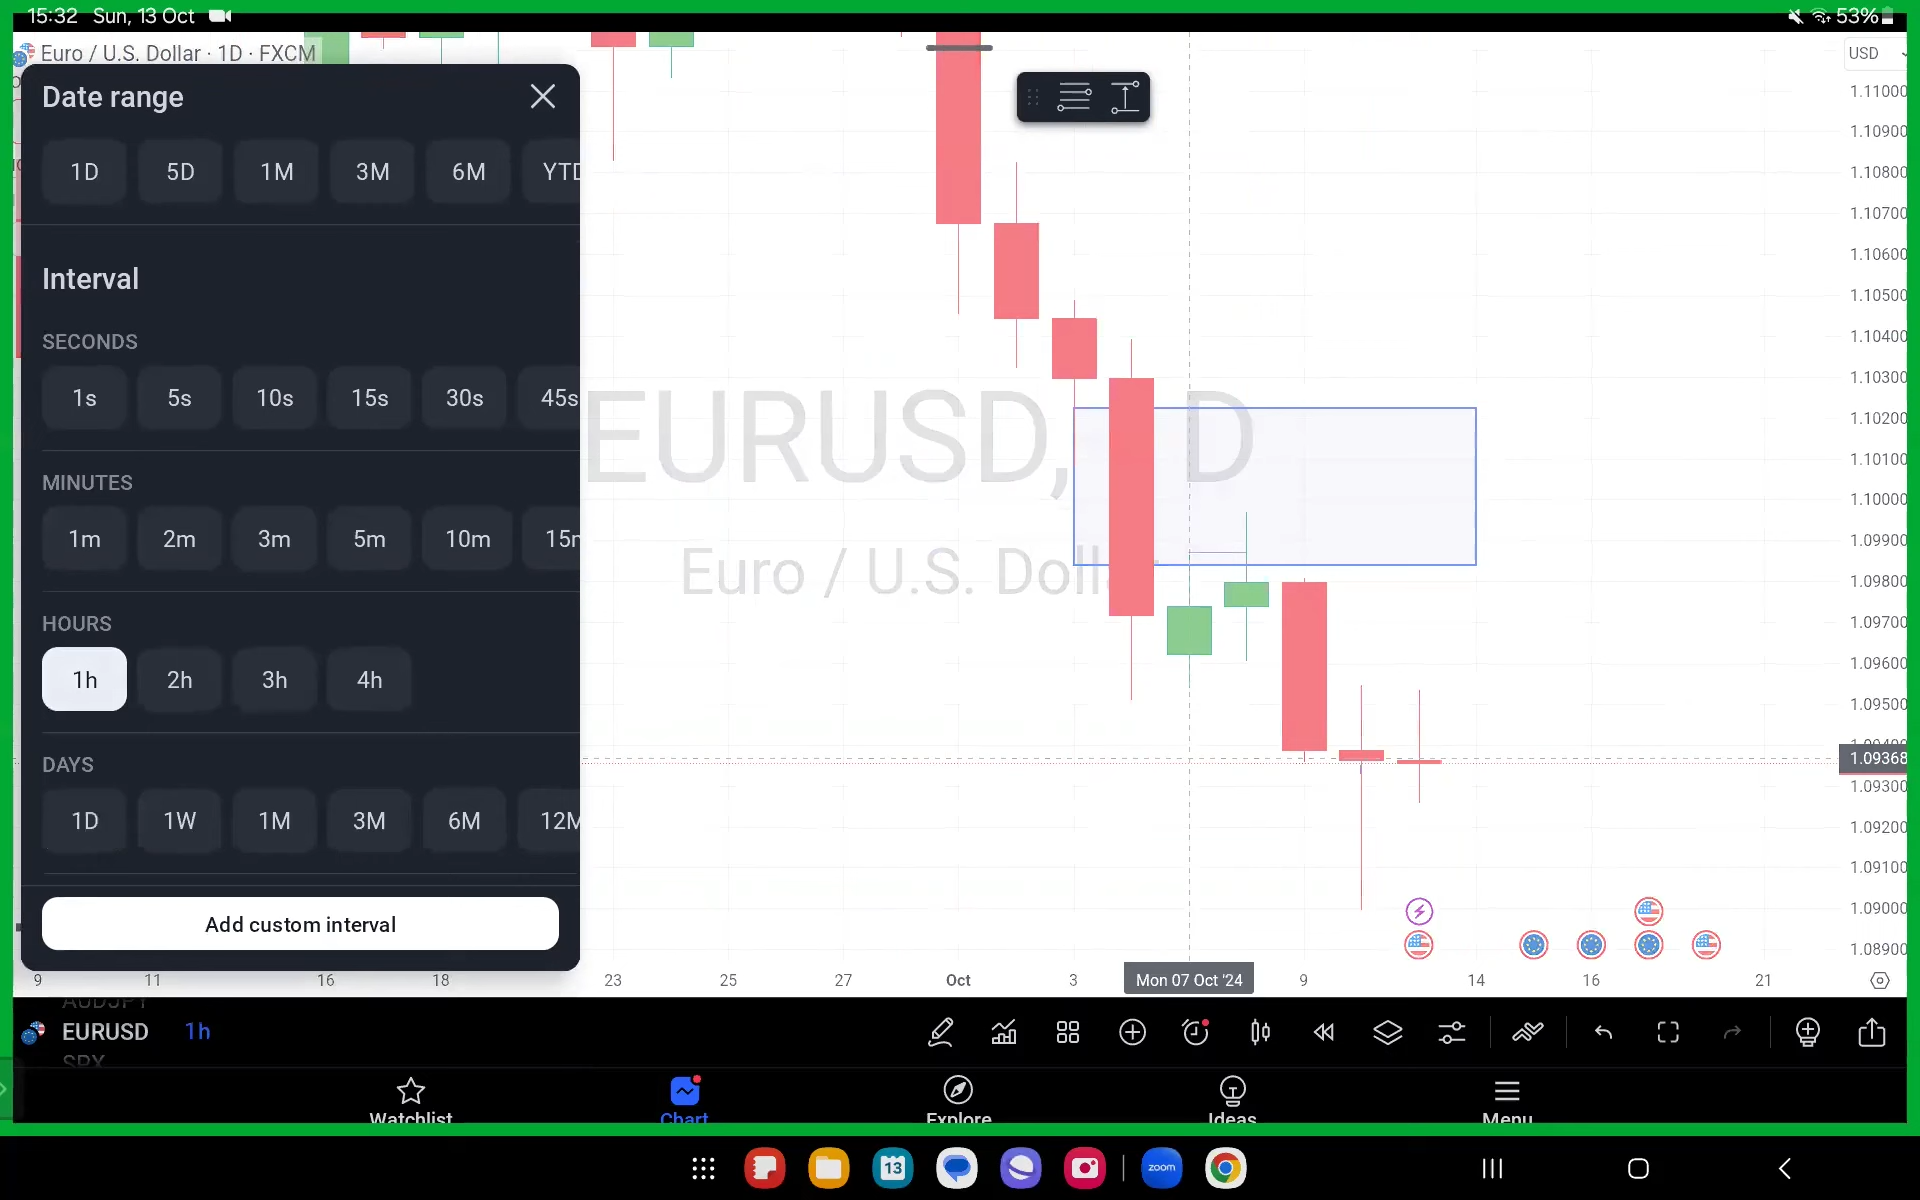 15:32 Sun, 13 Oct 53%
Euro / U.S. Dollar · 1D · FXCM
USD
Date range
1D 5D 1M 3M 6M YTD
Interval
SECONDS
1s 5s 10s 15s 30s 45s
MINUTES
1m 2m 3m 5m 10m 15m
HOURS
1h 2h 3h 4h
DAYS
1D 1W 1M 3M 6M 12M
Add custom interval
EURUSD, D
Euro / U.S. Doll
1.11000
1.10900
1.10800
1.10700
1.10600
1.10500
1.10400
1.10300
1.10200
1.10100
1.10000
1.09900
1.09800
1.09700
1.09600
1.09500
1.09368
1.09300
1.09200
1.09100
1.09000
1.08900
9 11 16 18 23 25 27 Oct 3 Mon 07 Oct '24 9 14 16 21
AUDJPY
EURUSD 1h
SPX
Watchlist Chart Explore Ideas Menu
13 zoom